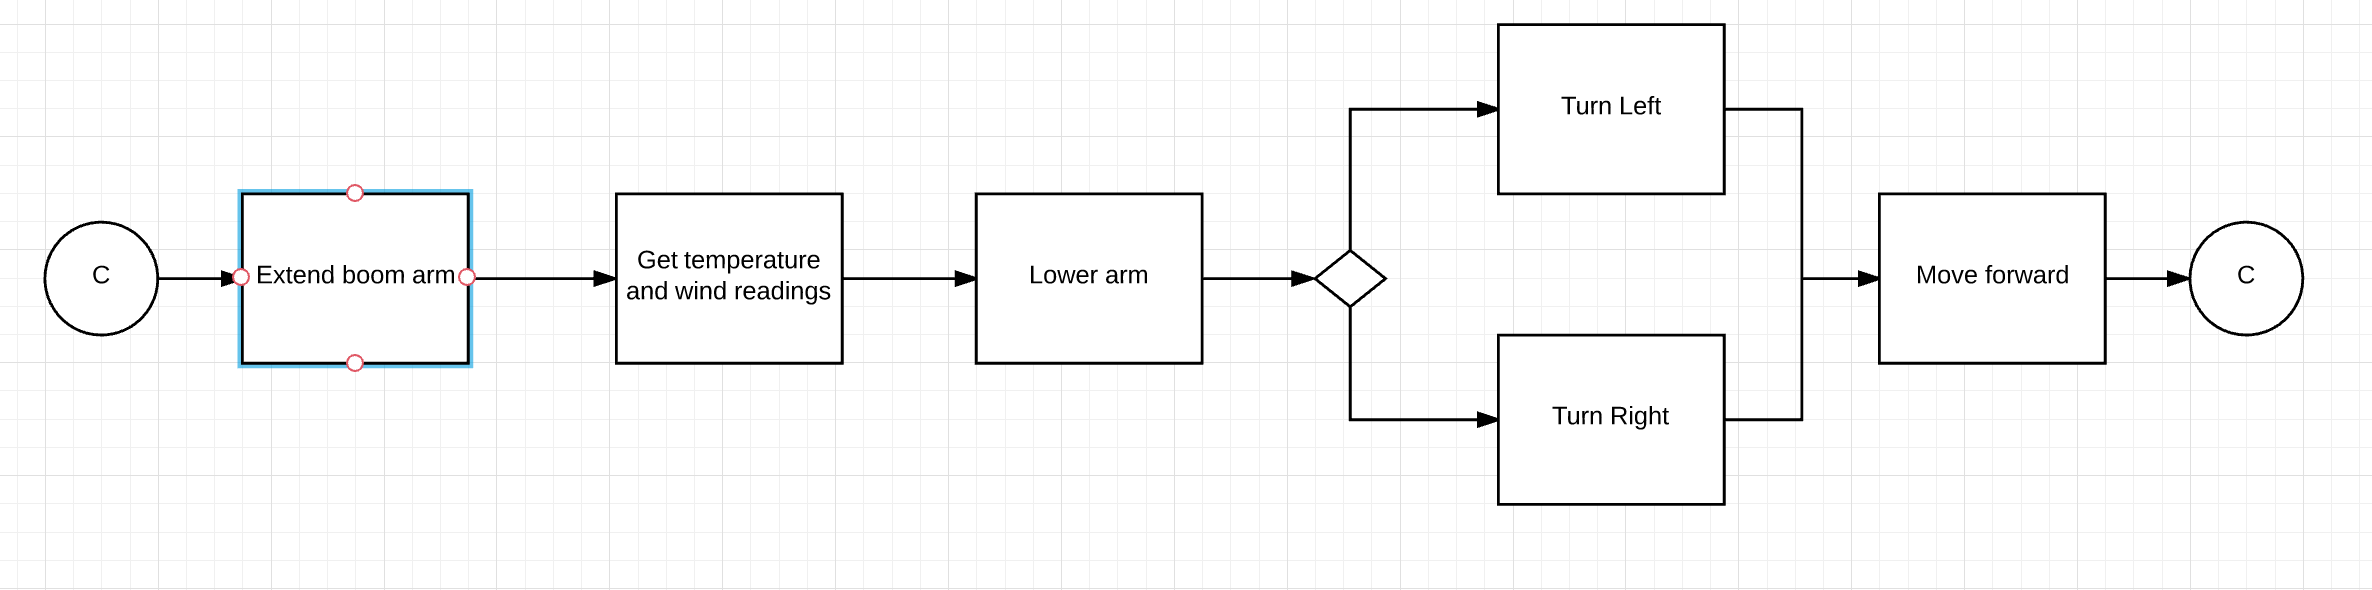 C
Extend boom arm
Get temperature
and wind readings
Lower arm
Turn Left
Turn Right
Move forward
C